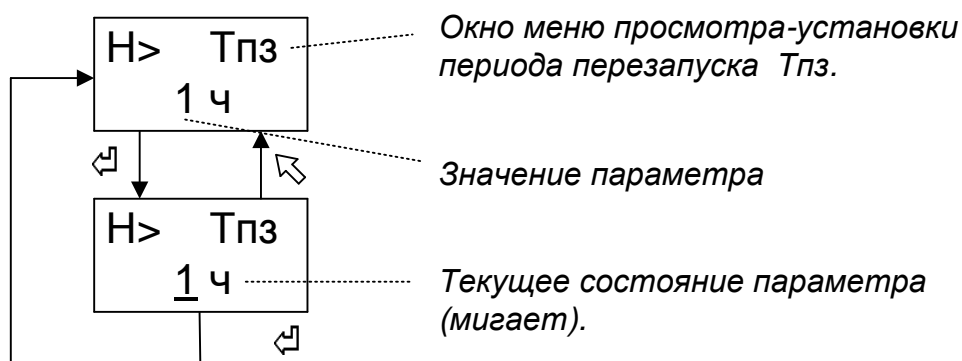 Н> Тпз
1 ч
Окно меню просмотра-установки
периода перезапуска Тпз.
Значение параметра
Н> Тпз
1 ч
Текущее состояние параметра
(мигает).